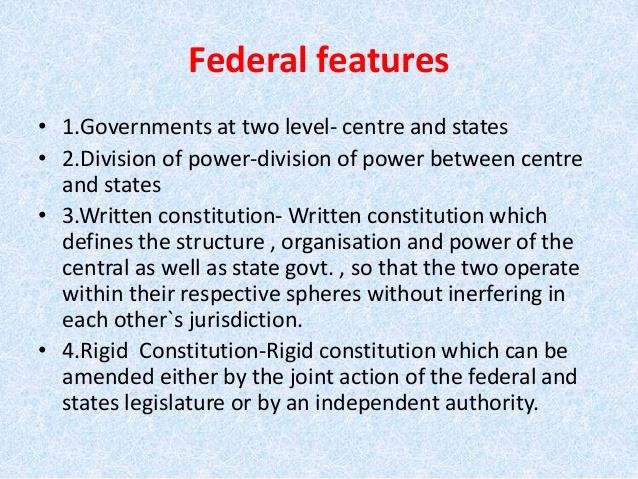 Federal features
• 1.Governments at two level- centre and states
• 2.Division of power-division of power between centre
and states
• 3.Written constitution- Written constitution which
defines the structure , organisation and power of the
central as well as state govt. , so that the two operate
within their respective spheres without inerfering in
each other`s jurisdiction.
• 4.Rigid  Constitution-Rigid constitution which can be
amended either by the joint action of the federal and
states legislature or by an independent authority.